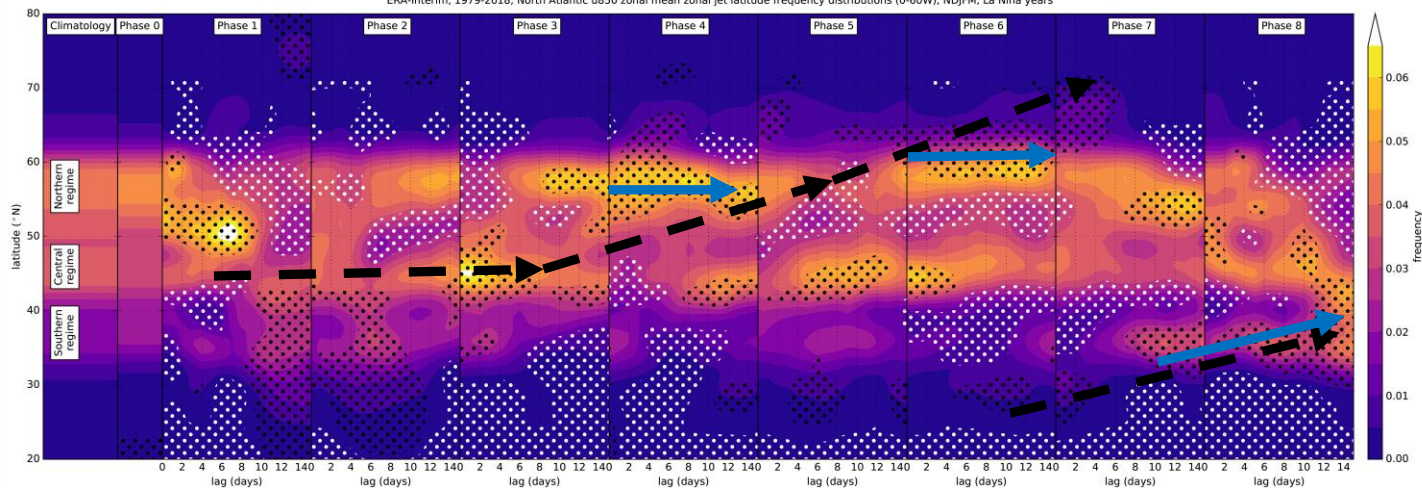 ERA-Interim, 1979-2018, North Atlantic u850 zonal mean zonal jet latitude frequency distributions (0-60W), NDJFM, La Nina years
Climatology Phase 0 Phase 1 Phase 2 Phase 3 Phase 4 Phase 5 Phase 6 Phase 7 Phase 8
80
70
60
50
40
30
20
latitude (°N)
Northern
regime
Central
regime
Southern
regime
0 2 4 6 8 10 12 14 0 2 4 6 8 10 12 14 0 2 4 6 8 10 12 14 0 2 4 6 8 10 12 14 0 2 4 6 8 10 12 14 0 2 4 6 8 10 12 14 0 2 4 6 8 10 12 14 0 2 4 6 8 10 12 14
lag (days) lag (days) lag (days) lag (days) lag (days) lag (days) lag (days) lag (days)
0.06
0.05
0.04
0.03
0.02
0.01
0.00
frequency